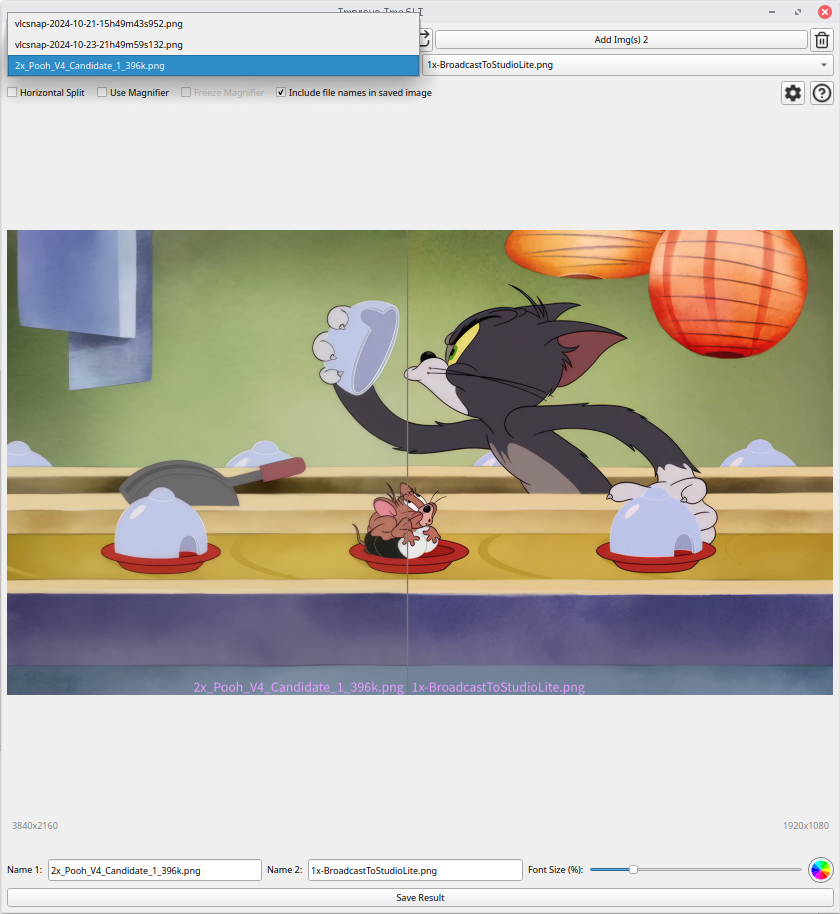 Improve ImgSLI
vlcsnap-2024-10-21-15h49m43s952.png
vlcsnap-2024-10-23-21h49m59s132.png
2x_Pooh_V4_Candidate_1_396k.png
Add Img(s) 2
1x-BroadcastToStudioLite.png
Horizontal Split
Use Magnifier
Freeze Magnifier
Include file names in saved image
2x_Pooh_V4_Candidate_1_396k.png
1x-BroadcastToStudioLite.png
3840x2160
1920x1080
Name 1:
2x_Pooh_V4_Candidate_1_396k.png
Name 2:
1x-BroadcastToStudioLite.png
Font Size (%):
Save Result